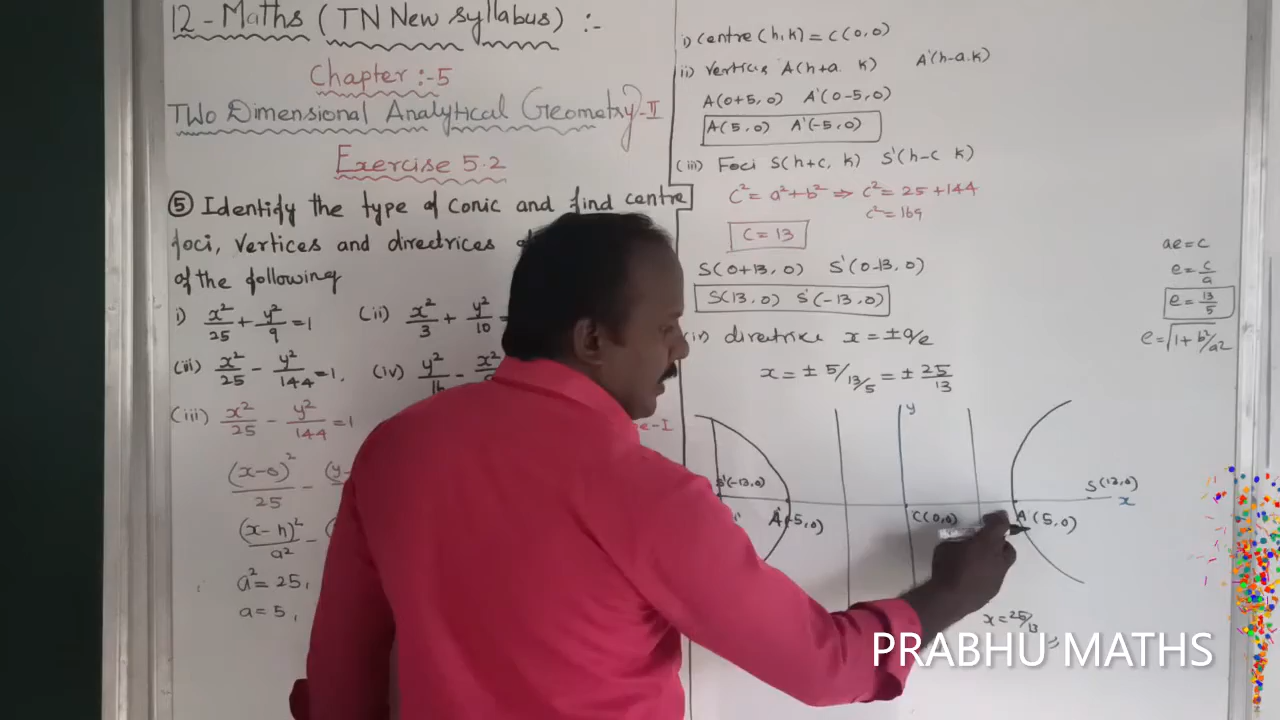 12 - Maths (TN New Syllabus) :-
Chapter :- 5
Two Dimensional Analytical Geometry-II
Exercise 5.2
⑤ Identify the type of conic and find centre
foci, vertices and directrices
of the following
i) x²/25 + y²/9 = 1 (ii) x²/3 + y²/10
(iii) x²/25 - y²/144 = 1. (iv) y²/16 - x²
(iii) x²/25 - y²/144 = 1
(x-0)²/25 -
(x-h)²/a² -
a² = 25,
a = 5,
i) Centre (h,k) = C(0,0)
ii) Vertices A(h+a, k) A'(h-a, k)
A(0+5, 0) A'(0-5, 0)
A(5, 0) A'(-5, 0)
(iii) Foci S(h+c, k) S'(h-c k)
c² = a² + b² ⇒ c² = 25 + 144
c² = 169
C = 13
S(0+13, 0) S'(0-13, 0)
S(13, 0) S'(-13, 0)
directrice x = ±a/e
x = ± 5/13/5 = ± 25/13
ae = c
e = c/a
e = 13/5
e = √1 + b²/a²
y
S'(-13, 0)
S(13, 0)
x
A'(-5, 0)
C(0,0)
A(5, 0)
x = 25/13
PRABHU MATHS